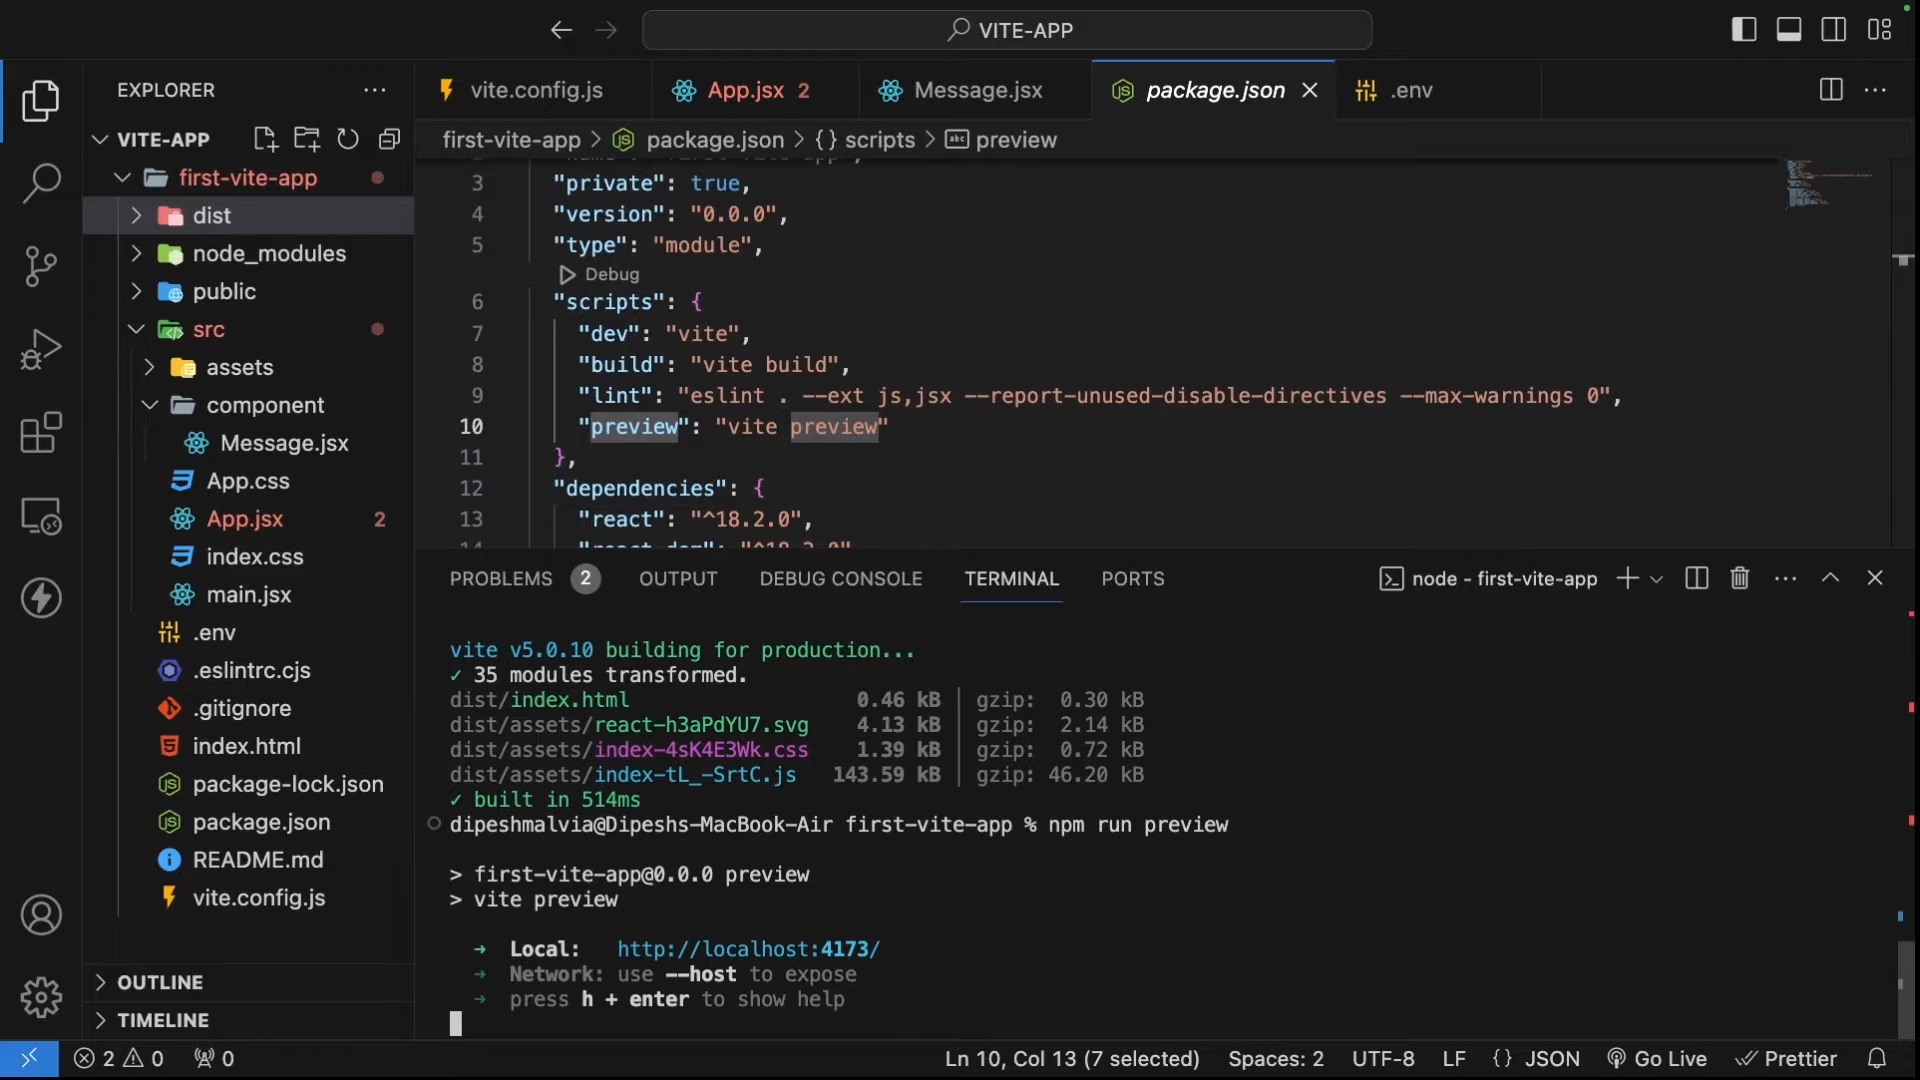 VITE-APP
EXPLORER
VITE-APP
first-vite-app
dist
node_modules
public
src
assets
component
Message.jsx
App.css
App.jsx 2
index.css
main.jsx
.env
.eslintrc.cjs
.gitignore
index.html
package-lock.json
package.json
README.md
vite.config.js
OUTLINE
TIMELINE
vite.config.js
App.jsx 2
Message.jsx
package.json
.env
first-vite-app > package.json > {} scripts > abc preview
3 "private": true,
4 "version": "0.0.0",
5 "type": "module",
Debug
6 "scripts": {
7 "dev": "vite",
8 "build": "vite build",
9 "lint": "eslint . --ext js,jsx --report-unused-disable-directives --max-warnings 0",
10 "preview": "vite preview"
11 },
12 "dependencies": {
13 "react": "^18.2.0",
PROBLEMS 2 OUTPUT DEBUG CONSOLE TERMINAL PORTS
node - first-vite-app
vite v5.0.10 building for production...
✓ 35 modules transformed.
dist/index.html 0.46 kB │ gzip: 0.30 kB
dist/assets/react-h3aPdYU7.svg 4.13 kB │ gzip: 2.14 kB
dist/assets/index-4sK4E3Wk.css 1.39 kB │ gzip: 0.72 kB
dist/assets/index-tL_-SrtC.js 143.59 kB │ gzip: 46.20 kB
✓ built in 514ms
dipeshmalvia@Dipeshs-MacBook-Air first-vite-app % npm run preview
> first-vite-app@0.0.0 preview
> vite preview
➜ Local: http://localhost:4173/
➜ Network: use --host to expose
➜ press h + enter to show help
2 0 0
Ln 10, Col 13 (7 selected) Spaces: 2 UTF-8 LF {} JSON Go Live Prettier